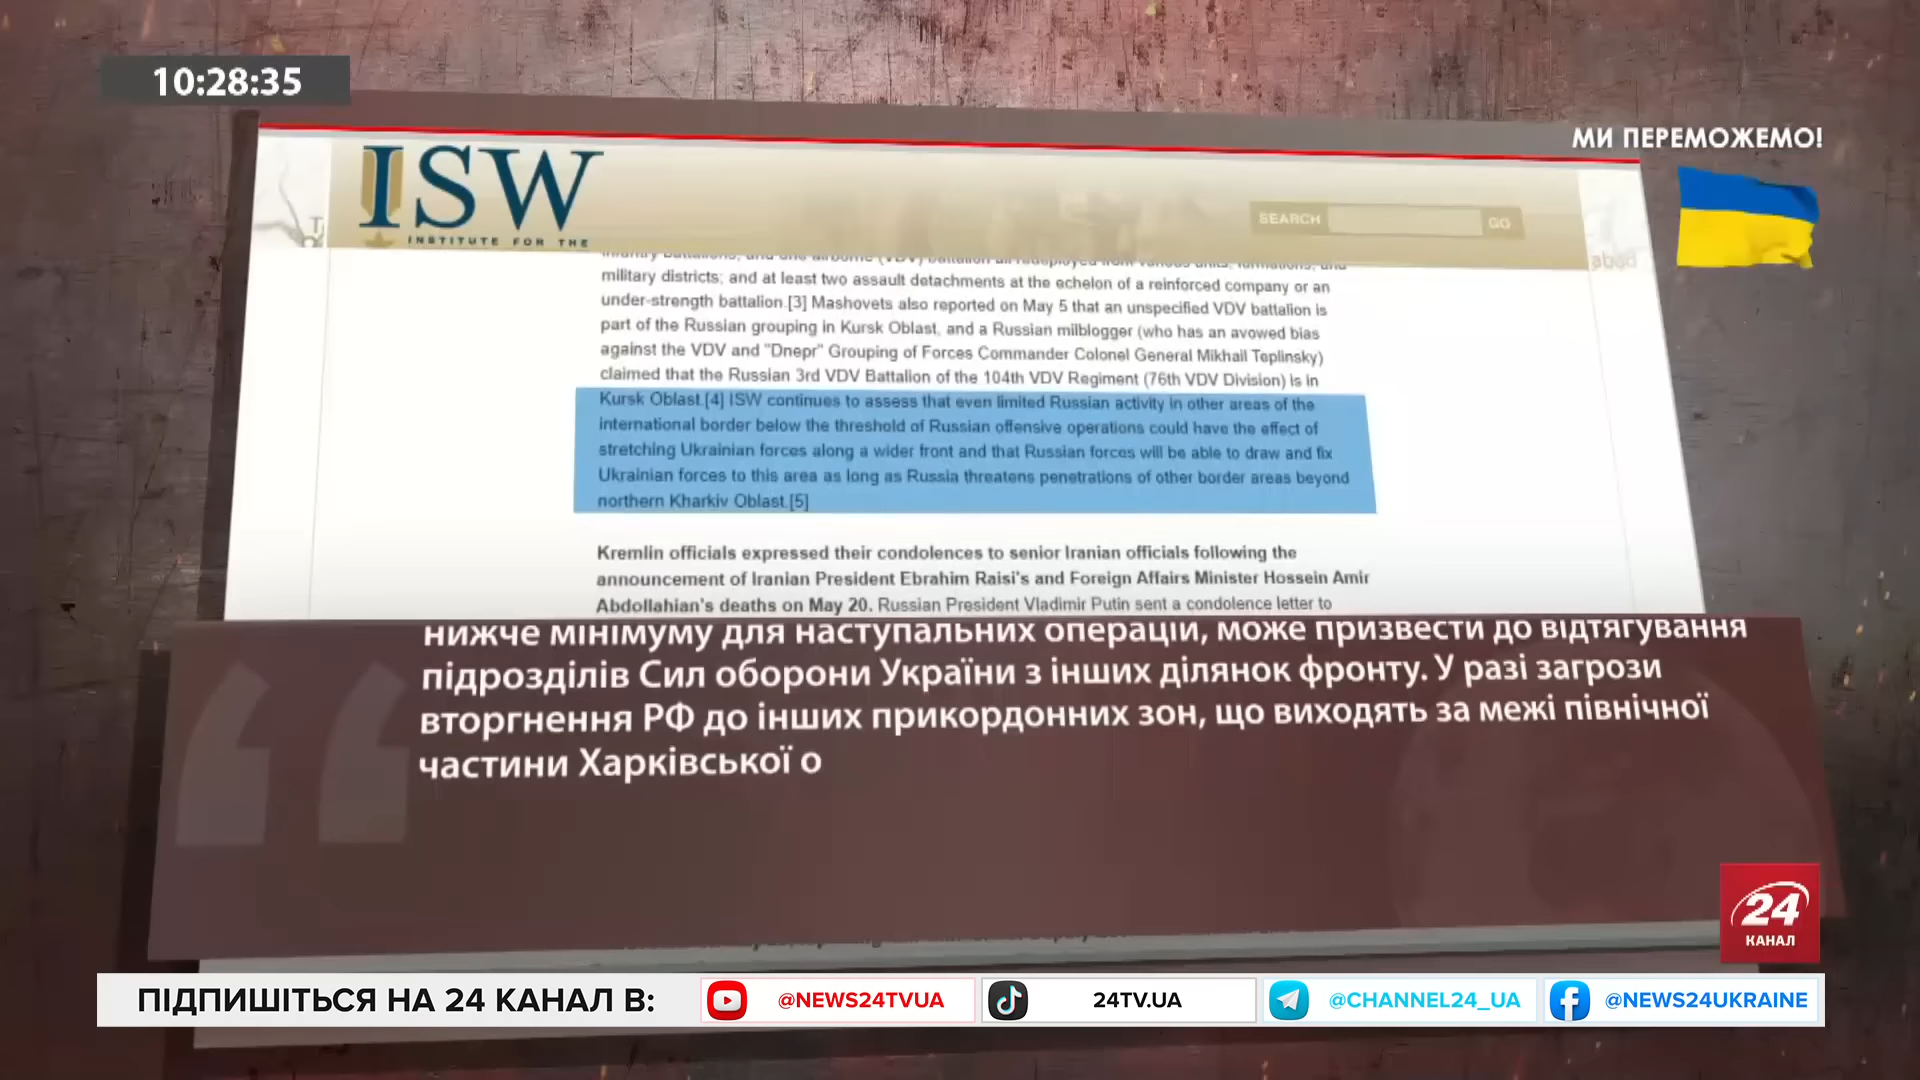 10:28:35
МИ ПЕРЕМОЖЕМО!
ISW
INSTITUTE FOR THE
SEARCH
GO
military districts; and at least two assault detachments at the echelon of a reinforced company or an
under-strength battalion.[3] Mashovets also reported on May 5 that an unspecified VDV battalion is
part of the Russian grouping in Kursk Oblast, and a Russian milblogger (who has an avowed bias
against the VDV and "Dnepr" Grouping of Forces Commander Colonel General Mikhail Teplinsky)
claimed that the Russian 3rd VDV Battalion of the 104th VDV Regiment (76th VDV Division) is in
Kursk Oblast.[4] ISW continues to assess that even limited Russian activity in other areas of the
international border below the threshold of Russian offensive operations could have the effect of
stretching Ukrainian forces along a wider front and that Russian forces will be able to draw and fix
Ukrainian forces to this area as long as Russia threatens penetrations of other border areas beyond
northern Kharkiv Oblast.[5]
Kremlin officials expressed their condolences to senior Iranian officials following the
announcement of Iranian President Ebrahim Raisi's and Foreign Affairs Minister Hossein Amir
Abdollahian's deaths on May 20. Russian President Vladimir Putin sent a condolence letter to
нижче мінімуму для наступальних операцій, може призвести до відтягування
підрозділів Сил оборони України з інших ділянок фронту. У разі загрози
вторгнення РФ до інших прикордонних зон, що виходять за межі північної
частини Харківської о
24
КАНАЛ
ПІДПИШІТЬСЯ НА 24 КАНАЛ В:
@NEWS24TVUA
24TV.UA
@CHANNEL24_UA
@NEWS24UKRAINE